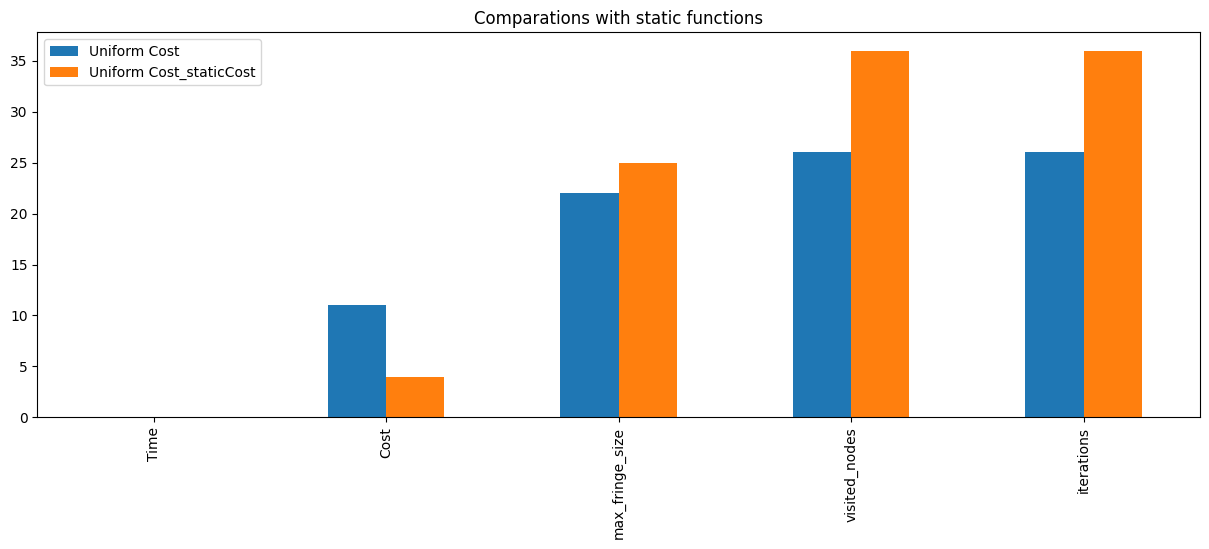 Comparations with static functions
Uniform Cost
Uniform Cost_staticCost
35
30
25
20
15
10
5
0
Time
Cost
max_fringe_size
visited_nodes
iterations